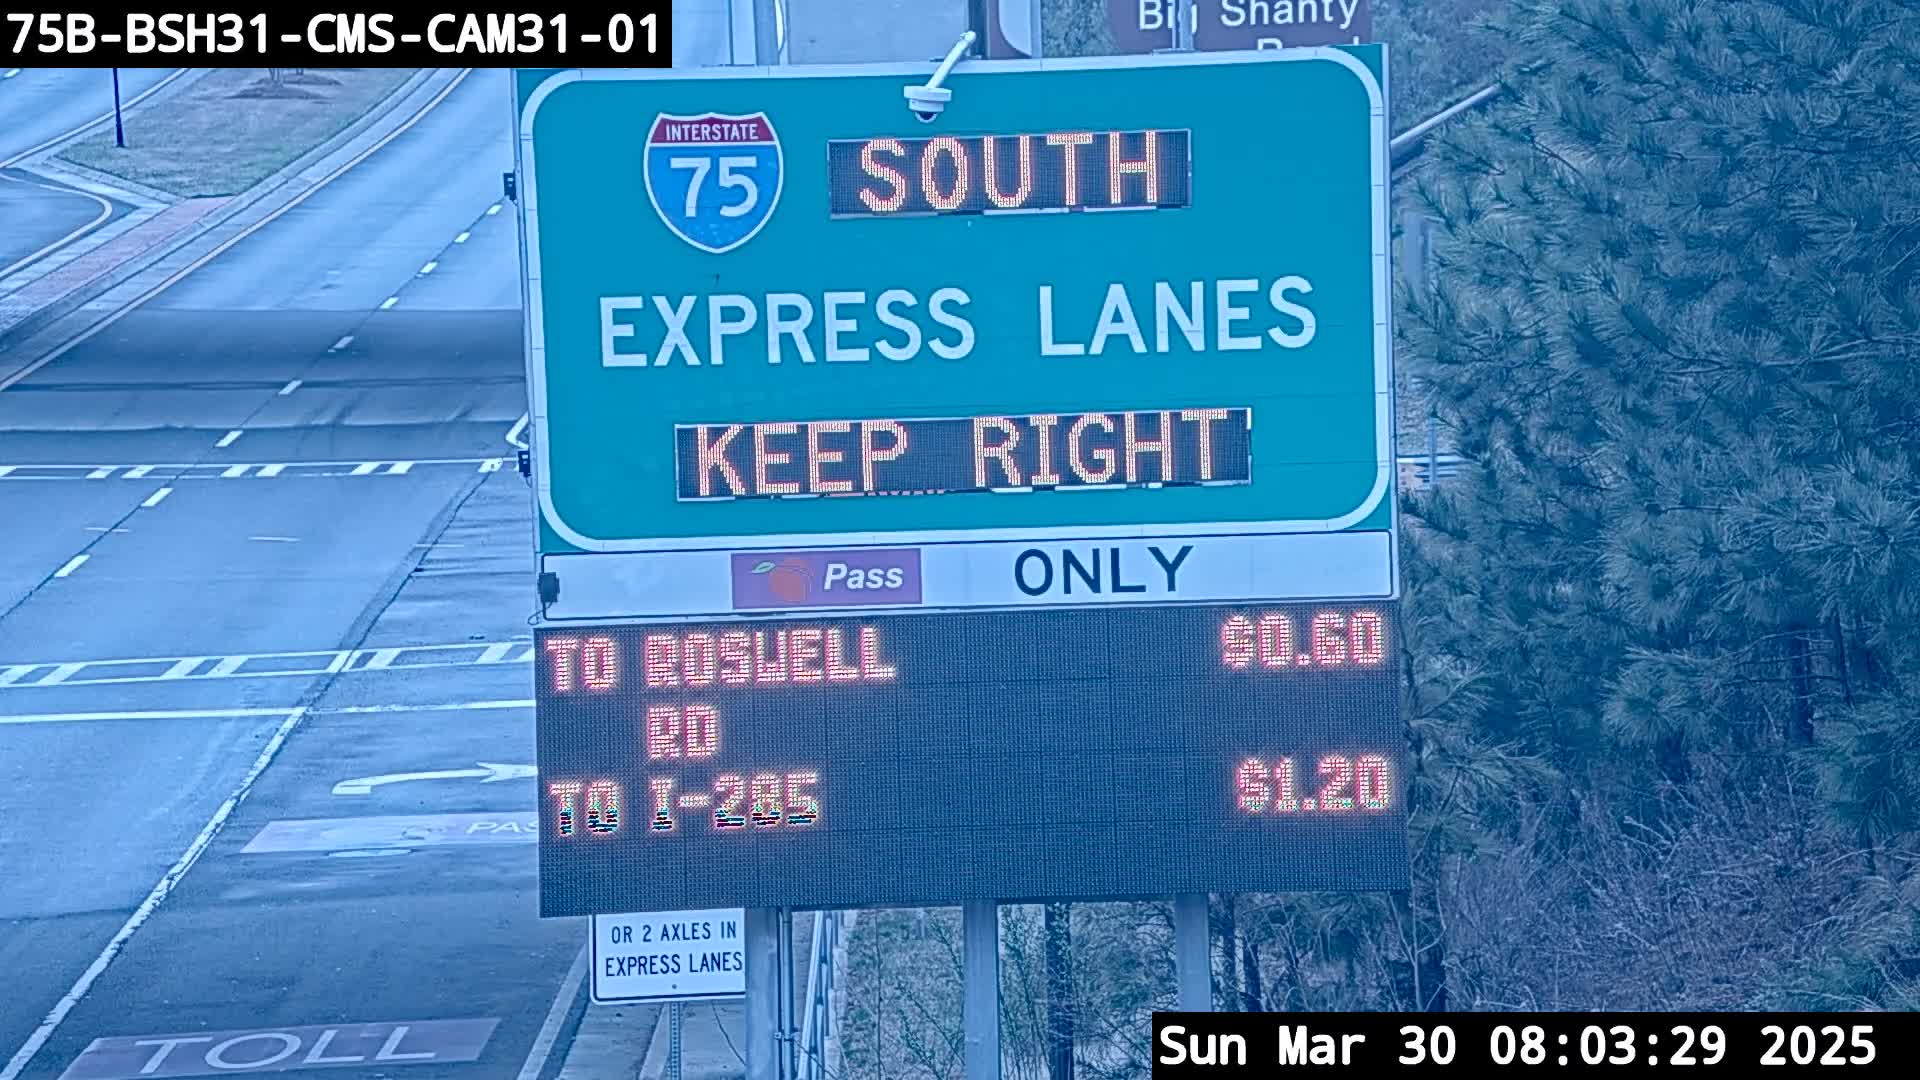 75B-BSH31-CMS-CAM31-01
Big Shanty
Road
INTERSTATE
75
SOUTH
EXPRESS LANES
KEEP RIGHT
Pass
ONLY
TO ROSWELL $0.60
RD
TO I-285 $1.20
OR 2 AXLES IN
EXPRESS LANES
TOLL
Sun Mar 30 08:03:29 2025